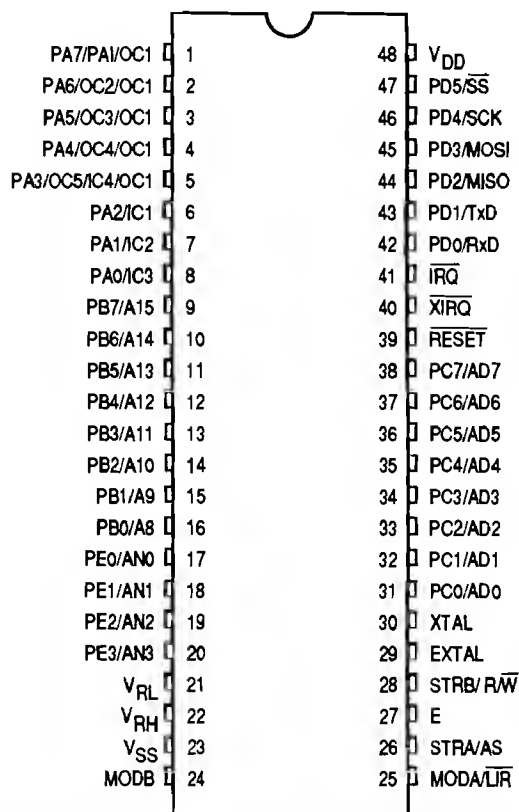 PA7/PAI/OC1 1 48 VDD
PA6/OC2/OC1 2 47 PD5/S̅S̅
PA5/OC3/OC1 3 46 PD4/SCK
PA4/OC4/OC1 4 45 PD3/MOSI
PA3/OC5/IC4/OC1 5 44 PD2/MISO
PA2/IC1 6 43 PD1/TxD
PA1/IC2 7 42 PD0/RxD
PA0/IC3 8 41 I̅R̅Q̅
PB7/A15 9 40 X̅I̅R̅Q̅
PB6/A14 10 39 R̅E̅S̅E̅T̅
PB5/A13 11 38 PC7/AD7
PB4/A12 12 37 PC6/AD6
PB3/A11 13 36 PC5/AD5
PB2/A10 14 35 PC4/AD4
PB1/A9 15 34 PC3/AD3
PB0/A8 16 33 PC2/AD2
PE0/AN0 17 32 PC1/AD1
PE1/AN1 18 31 PC0/AD0
PE2/AN2 19 30 XTAL
PE3/AN3 20 29 EXTAL
VRL 21 28 STRB/ R/W̅
VRH 22 27 E
VSS 23 26 STRA/AS
MODB 24 25 MODA/L̅I̅R̅